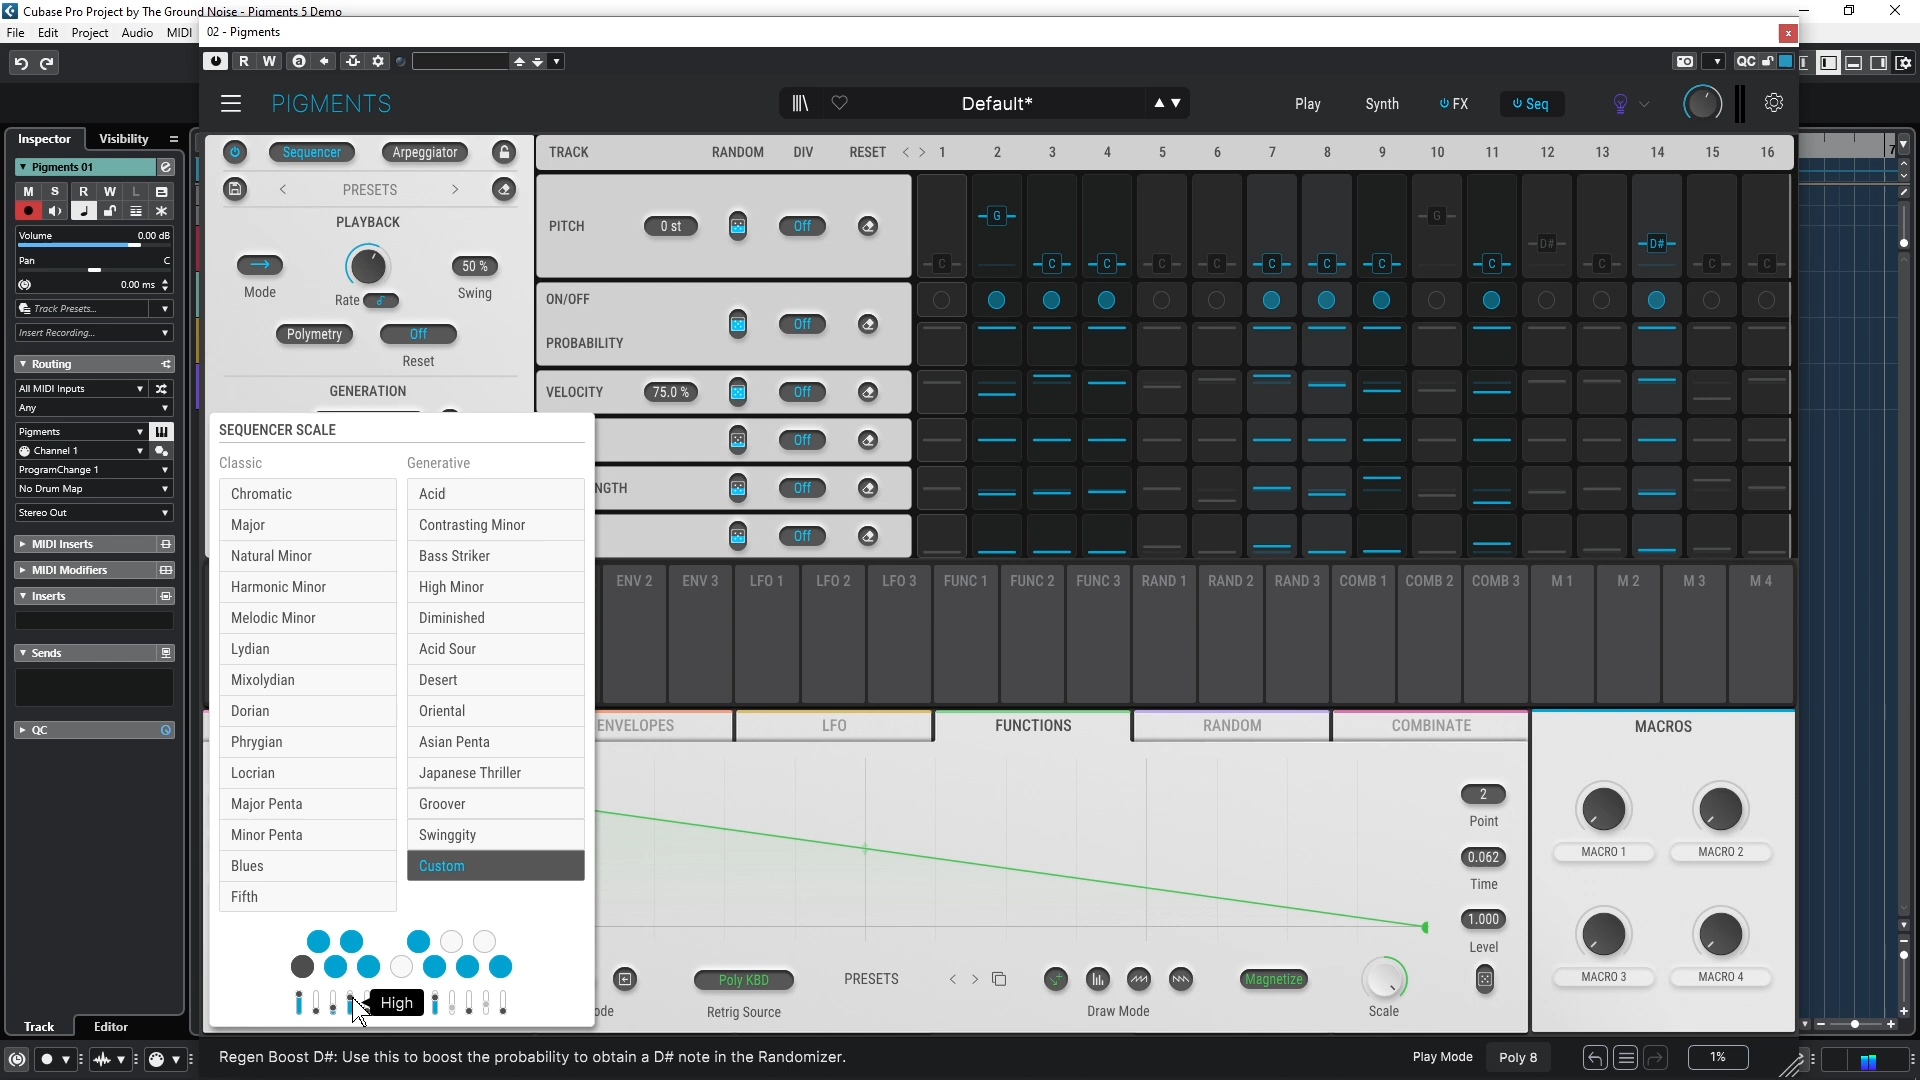 Cubase Pro Project by The Ground Noise - Pigments 5 Demo
File Edit Project Audio MIDI
02 - Pigments
R W QC
PIGMENTS
Default*
Play Synth FX Seq
Inspector Visibility
Pigments 01
M S R W L
Volume 0.00 dB
Pan C
0.00 ms
Track Presets...
Insert Recording...
Routing
All MIDI Inputs
Any
Pigments
Channel 1
ProgramChange 1
No Drum Map
Stereo Out
MIDI Inserts
MIDI Modifiers
Inserts
Sends
QC
Track Editor
Sequencer Arpeggiator
PRESETS
PLAYBACK
Mode
Rate
50 %
Swing
Polymetry Off
Reset
GENERATION
TRACK RANDOM DIV RESET < > 1 2 3 4 5 6 7 8 9 10 11 12 13 14 15 16
7
PITCH 0 st Off
C G C C C C C C C G C D# C D# C C
ON/OFF
Off
PROBABILITY
VELOCITY 75.0 % Off
Off
NGTH Off
Off
SEQUENCER SCALE
Classic Generative
Chromatic Acid
Major Contrasting Minor
Natural Minor Bass Striker
Harmonic Minor High Minor
Melodic Minor Diminished
Lydian Acid Sour
Mixolydian Desert
Dorian Oriental
Phrygian Asian Penta
Locrian Japanese Thriller
Major Penta Groover
Minor Penta Swinggity
Blues Custom
Fifth
High
ENV 2 ENV 3 LFO 1 LFO 2 LFO 3 FUNC 1 FUNC 2 FUNC 3 RAND 1 RAND 2 RAND 3 COMB 1 COMB 2 COMB 3 M 1 M 2 M 3 M 4
ENVELOPES LFO FUNCTIONS RANDOM COMBINATE MACROS
2
Point
0.062
Time
1.000
Level
MACRO 1 MACRO 2
MACRO 3 MACRO 4
ode
Poly KBD
Retrig Source
PRESETS
Draw Mode
Magnetize
Scale
Regen Boost D#: Use this to boost the probability to obtain a D# note in the Randomizer.
Play Mode Poly 8 1%